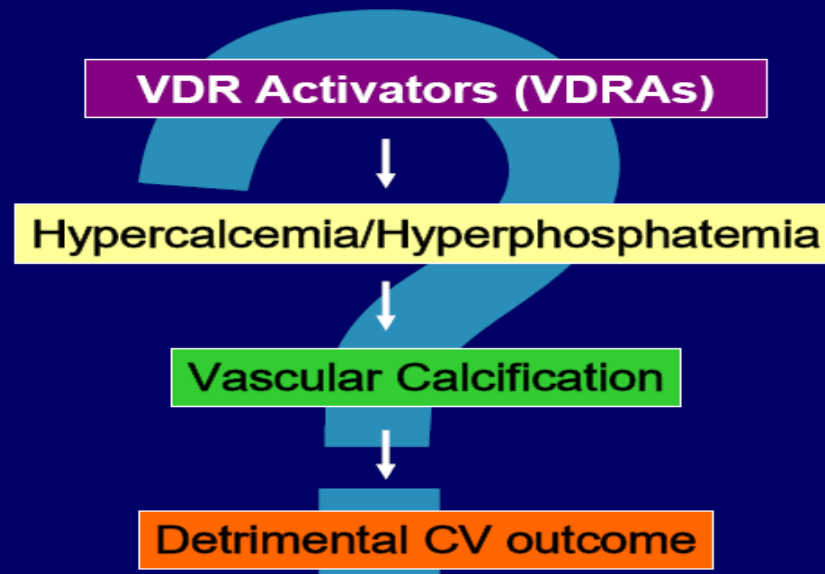 VDR Activators (VDRAs)
Hypercalcemia/Hyperphosphatemia
Vascular Calcification
Detrimental CV outcome